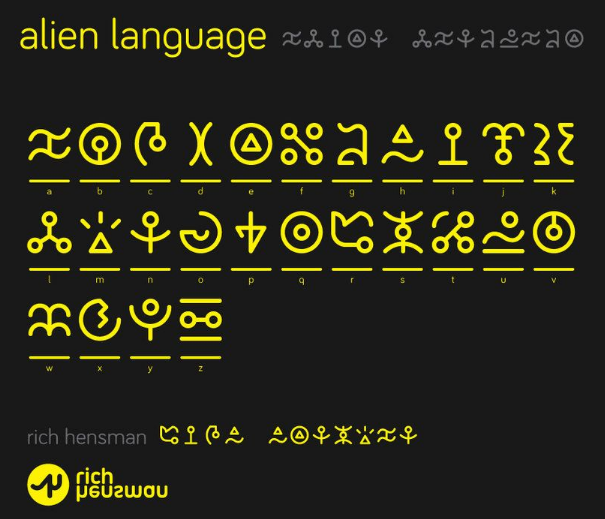 alien language
a b c d e f g h i j k
l m n o p q r s t u v
w x y z
rich hensman
rich
hensman